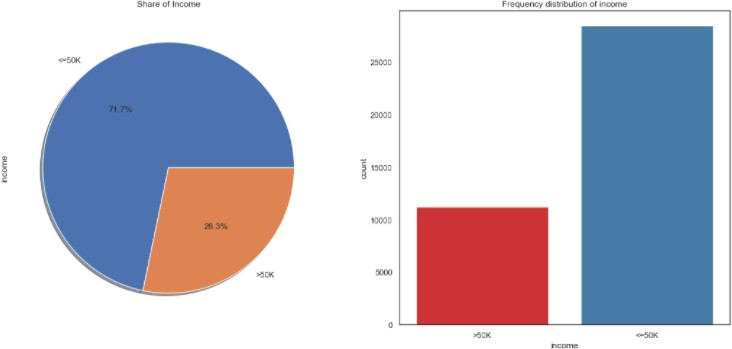 Share of Income
<=50K
71.7%
28.3%
>50K
income
Frequency distribution of income
25000
20000
15000
10000
5000
0
count
>50K
<=50K
income